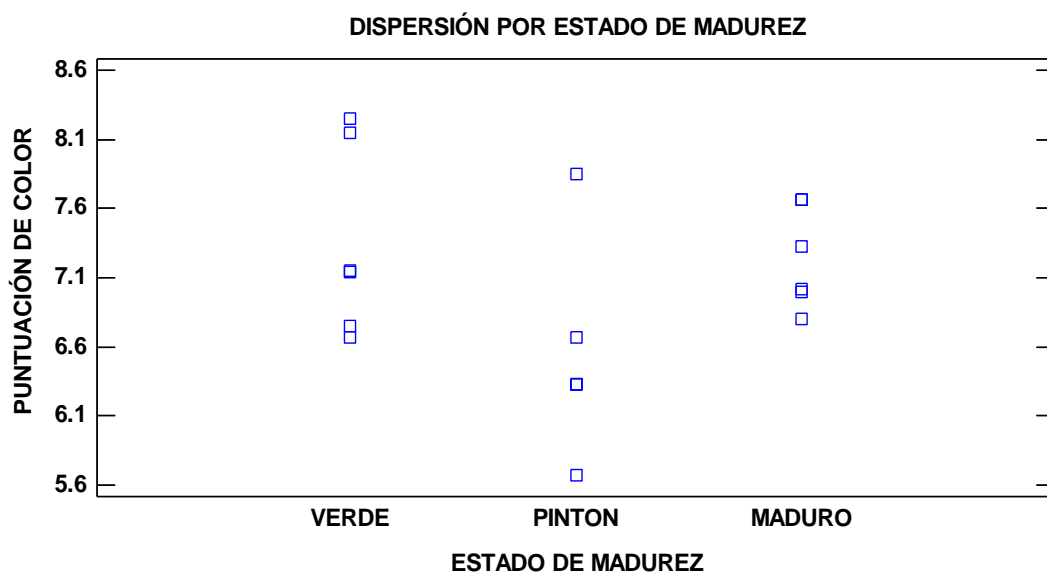 DISPERSIÓN POR ESTADO DE MADUREZ
8.6
8.1
7.6
7.1
6.6
6.1
5.6
PUNTUACIÓN DE COLOR
VERDE PINTON MADURO
ESTADO DE MADUREZ